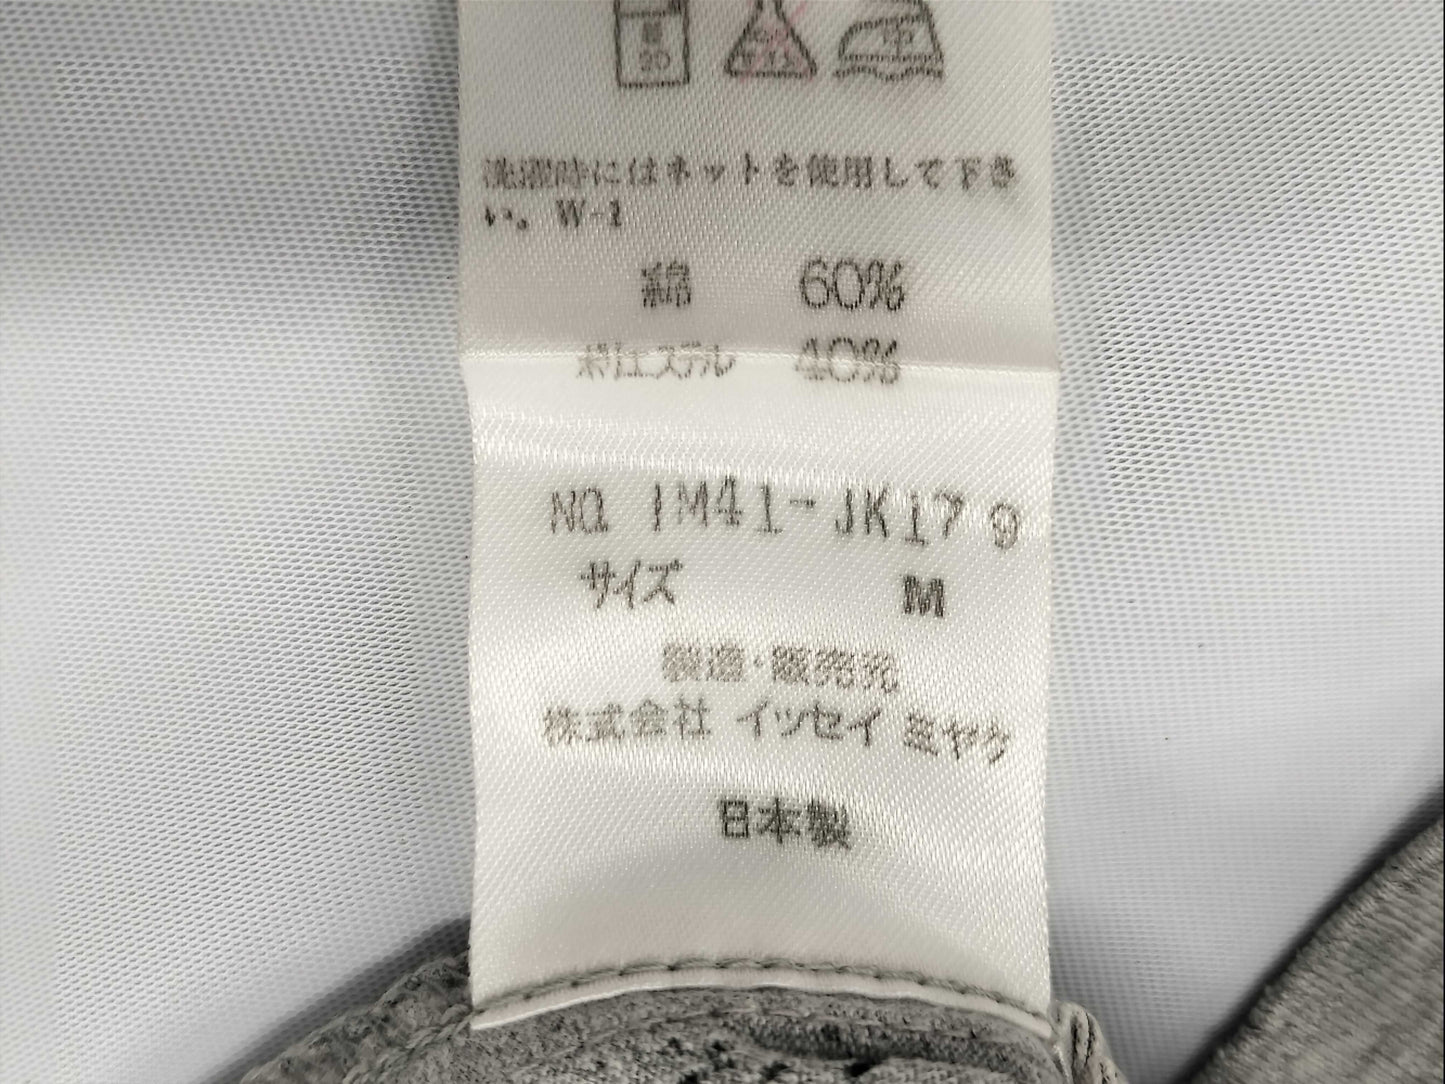 30
中
洗濯時にはネットを使用して下さ
い。W-1
綿 60%
ポリエステル 40%
No. IM41-JK179
サイズ M
製造・販売元
株式会社 イッセイ ミヤケ
日本製